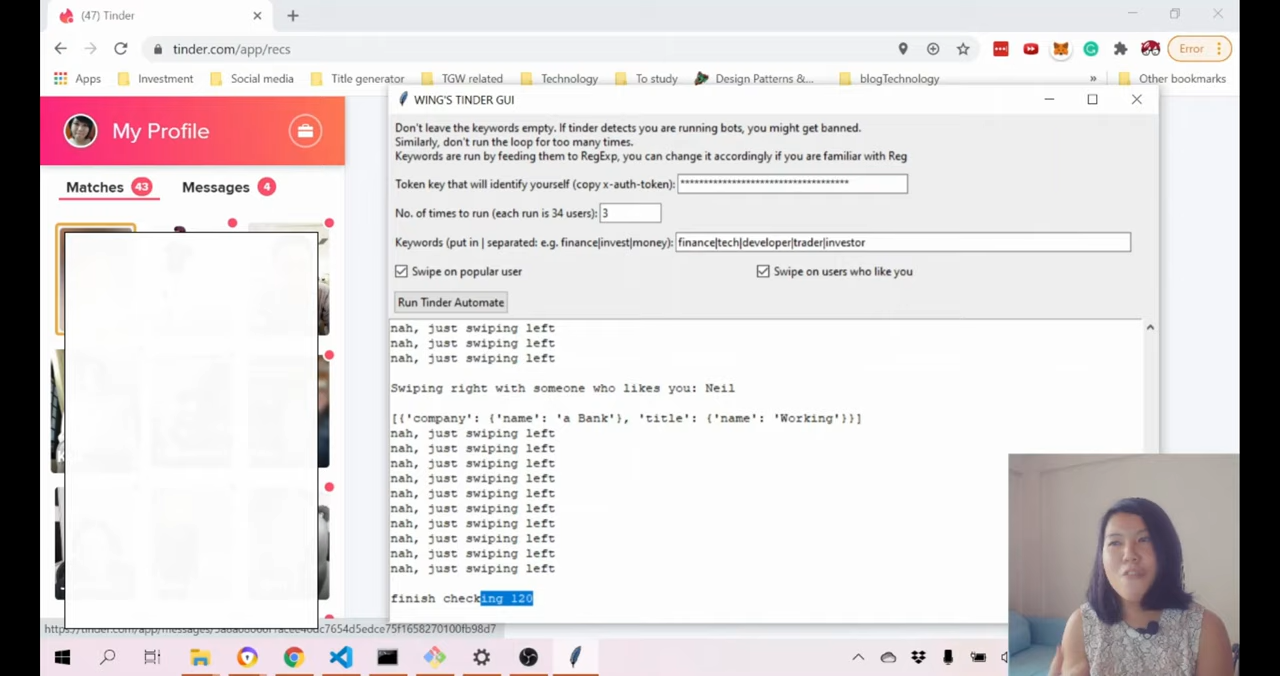 (47) Tinder
tinder.com/app/recs
Error
Apps
Investment
Social media
Title generator
TGW related
Technology
To study
Design Patterns &...
blogTechnology
»
Other bookmarks
My Profile
Matches 43
Messages 4
WING'S TINDER GUI
Don't leave the keywords empty. If tinder detects you are running bots, you might get banned.
Similarly, don't run the loop for too many times.
Keywords are run by feeding them to RegExp, you can change it accordingly if you are familiar with Reg
Token key that will identify yourself (copy x-auth-token): ************************************
No. of times to run (each run is 34 users): 3
Keywords (put in | separated: e.g. finance|invest|money): finance|tech|developer|trader|investor
Swipe on popular user
Swipe on users who like you
Run Tinder Automate
nah, just swiping left
nah, just swiping left
nah, just swiping left
Swiping right with someone who likes you: Neil
[{'company': {'name': 'a Bank'}, 'title': {'name': 'Working'}}]
nah, just swiping left
nah, just swiping left
nah, just swiping left
nah, just swiping left
nah, just swiping left
nah, just swiping left
nah, just swiping left
nah, just swiping left
nah, just swiping left
nah, just swiping left
finish checking 120